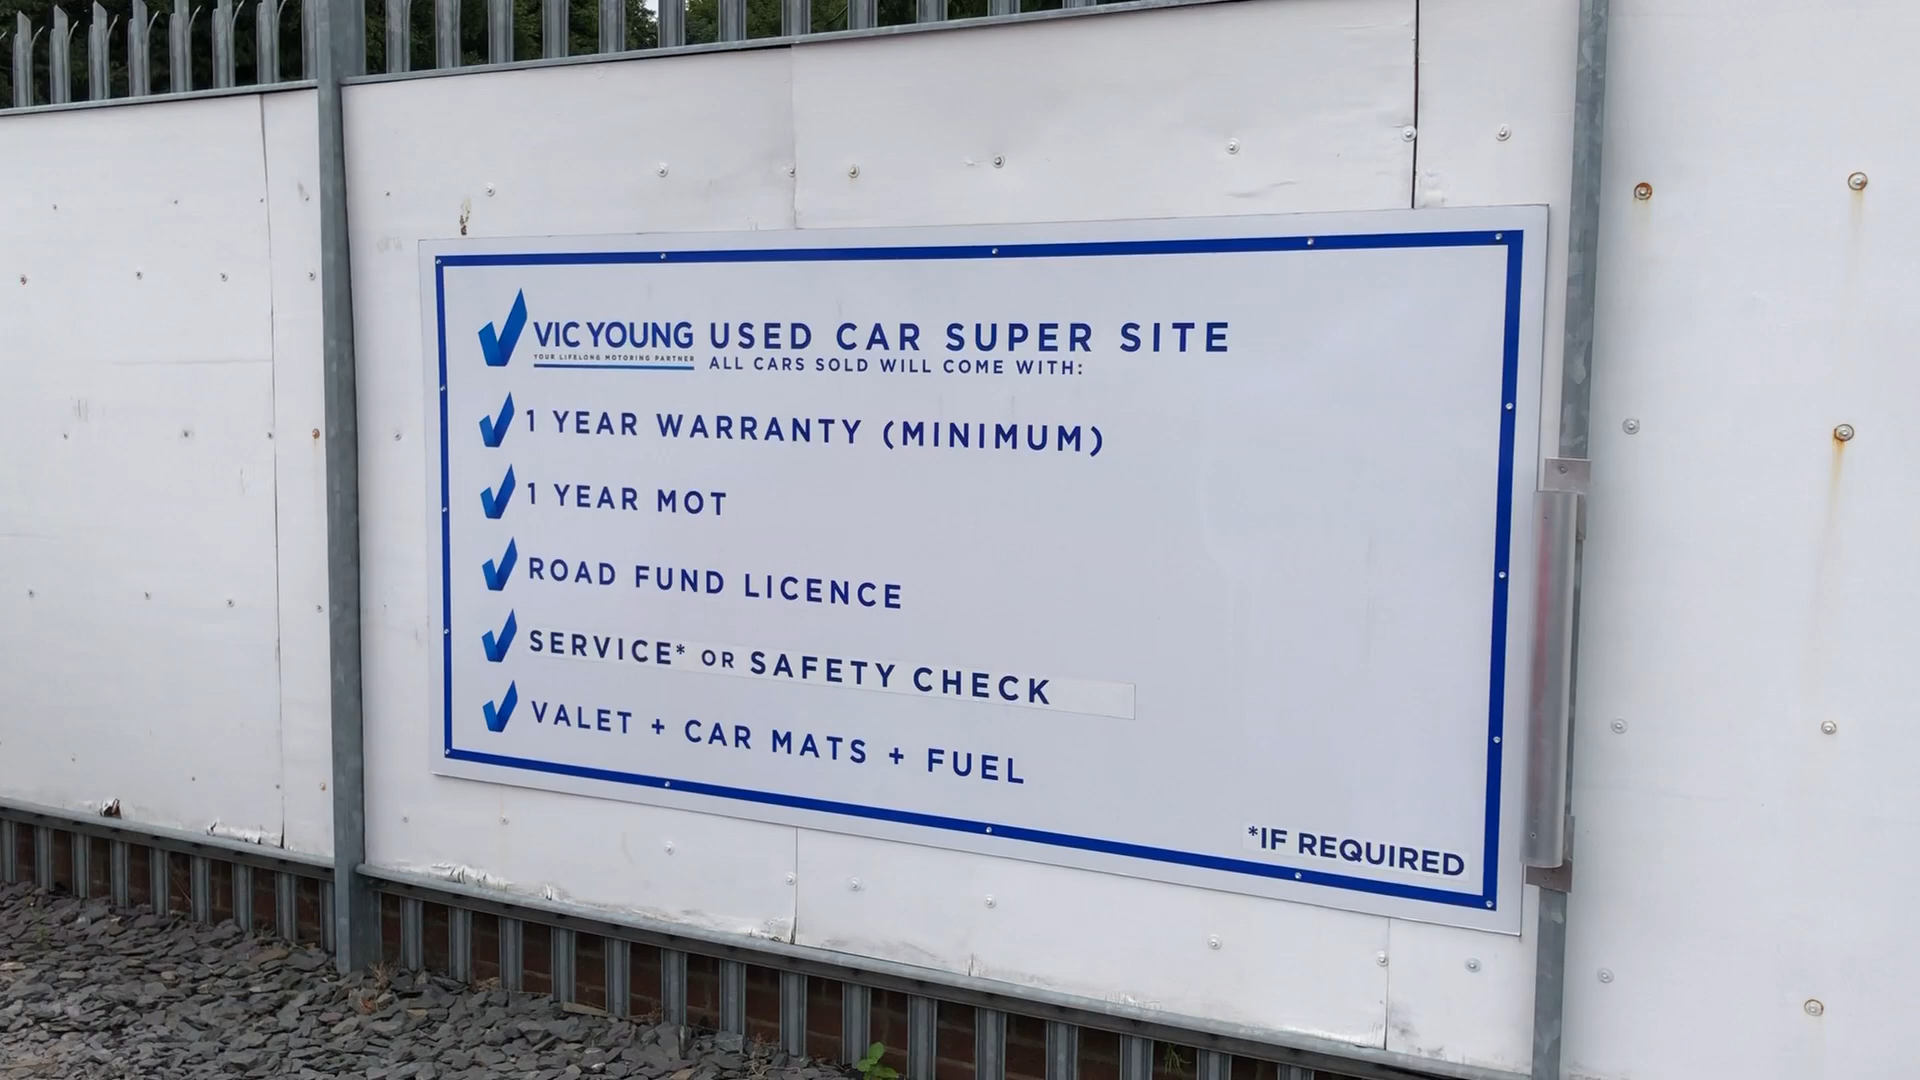 VIC YOUNG USED CAR SUPER SITE
YOUR LIFELONG MOTORING PARTNER ALL CARS SOLD WILL COME WITH:
1 YEAR WARRANTY (MINIMUM)
1 YEAR MOT
ROAD FUND LICENCE
SERVICE* OR SAFETY CHECK
VALET + CAR MATS + FUEL
*IF REQUIRED